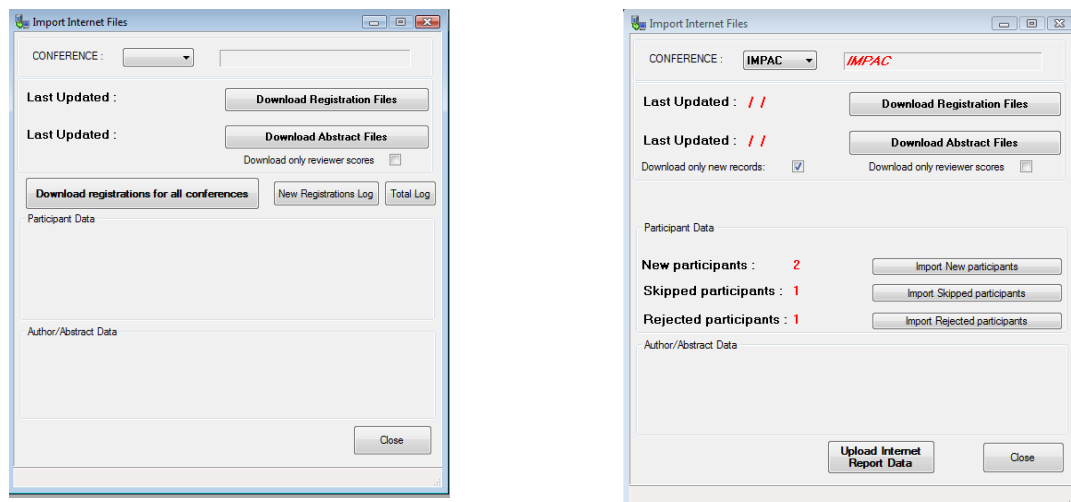 Import Internet Files
CONFERENCE :
Last Updated :
Download Registration Files
Last Updated :
Download Abstract Files
Download only reviewer scores
Download registrations for all conferences
New Registrations Log
Total Log
Participant Data
Author/Abstract Data
Close
Import Internet Files
CONFERENCE :
IMPAC
IMPAC
Last Updated : / /
Download Registration Files
Last Updated : / /
Download Abstract Files
Download only new records:
Download only reviewer scores
Participant Data
New participants : 2
Import New participants
Skipped participants : 1
Import Skipped participants
Rejected participants : 1
Import Rejected participants
Author/Abstract Data
Upload Internet
Report Data
Close